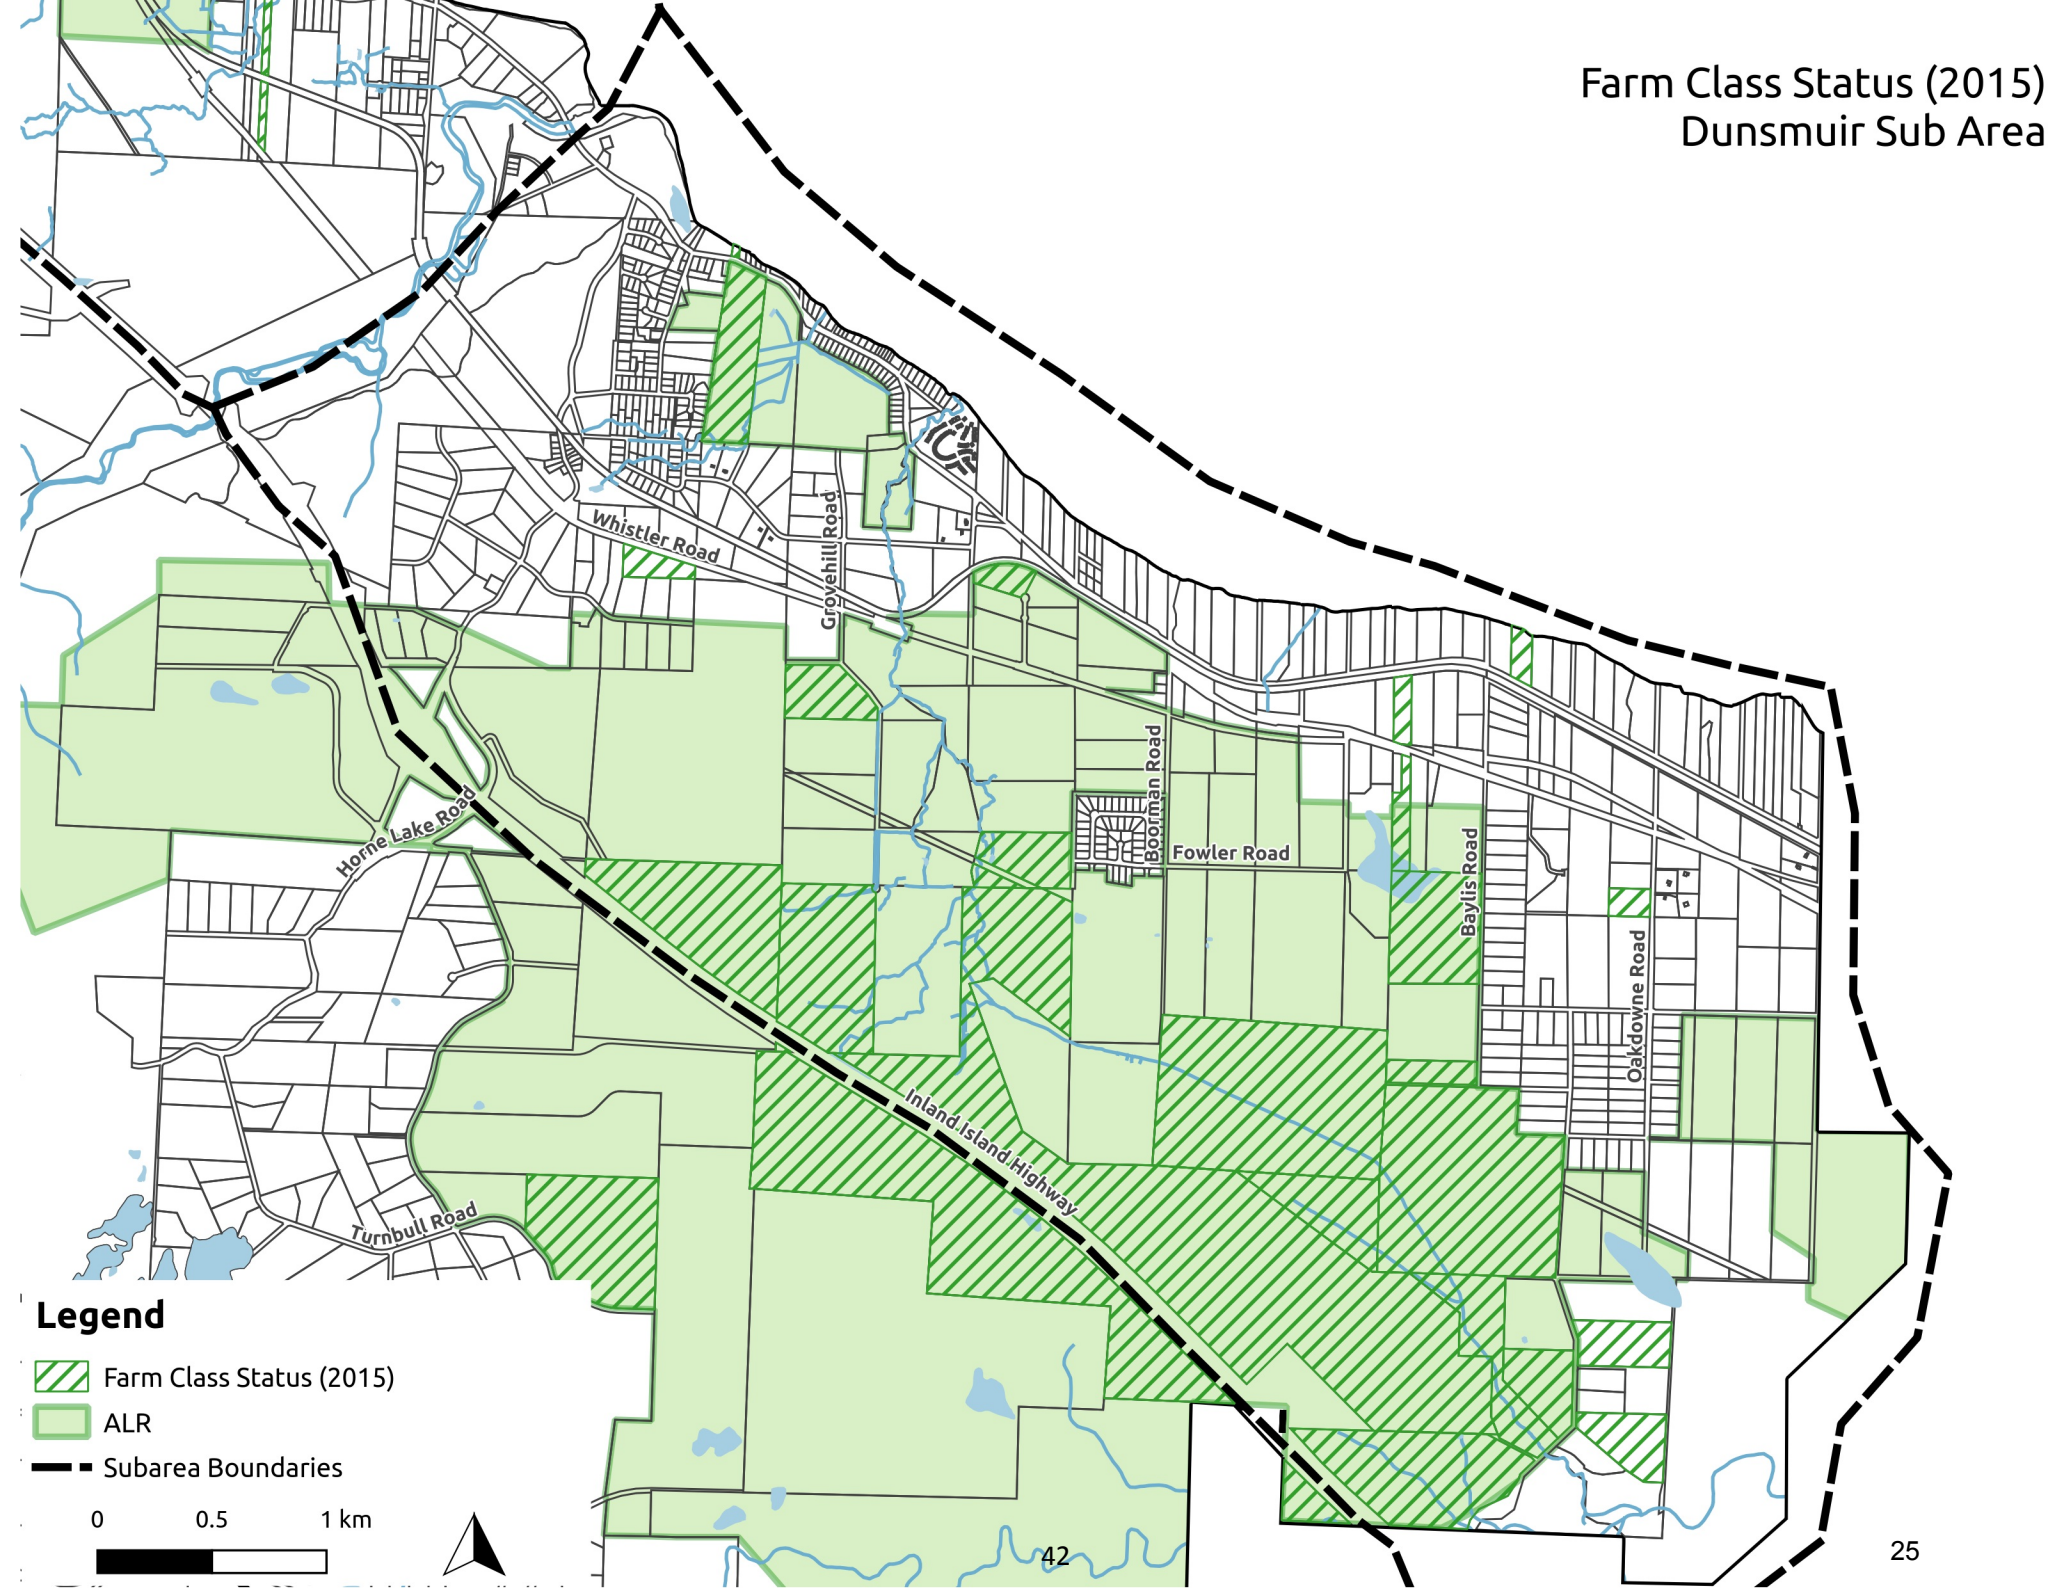 Farm Class Status (2015)
Dunsmuir Sub Area
Whistler Road
Grovehill Road
Boorman Road
Fowler Road
Horne Lake Road
Baylis Road
Oakdowne Road
Inland Island Highway
Turnbull Road
Legend
Farm Class Status (2015)
ALR
Subarea Boundaries
0 0.5 1 km
42
25